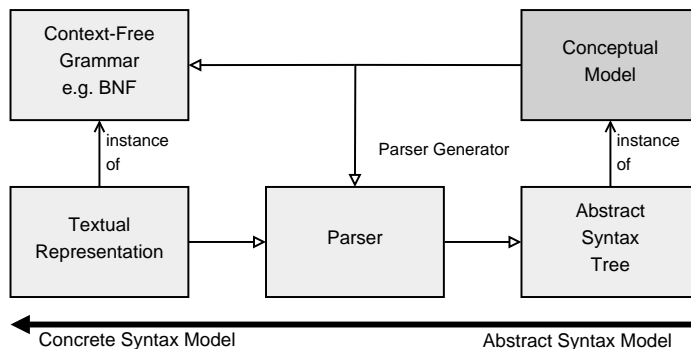 Context-Free
Grammar
e.g. BNF
Conceptual
Model
instance
of
Parser Generator
instance
of
Textual
Representation
Parser
Abstract
Syntax
Tree
Concrete Syntax Model
Abstract Syntax Model